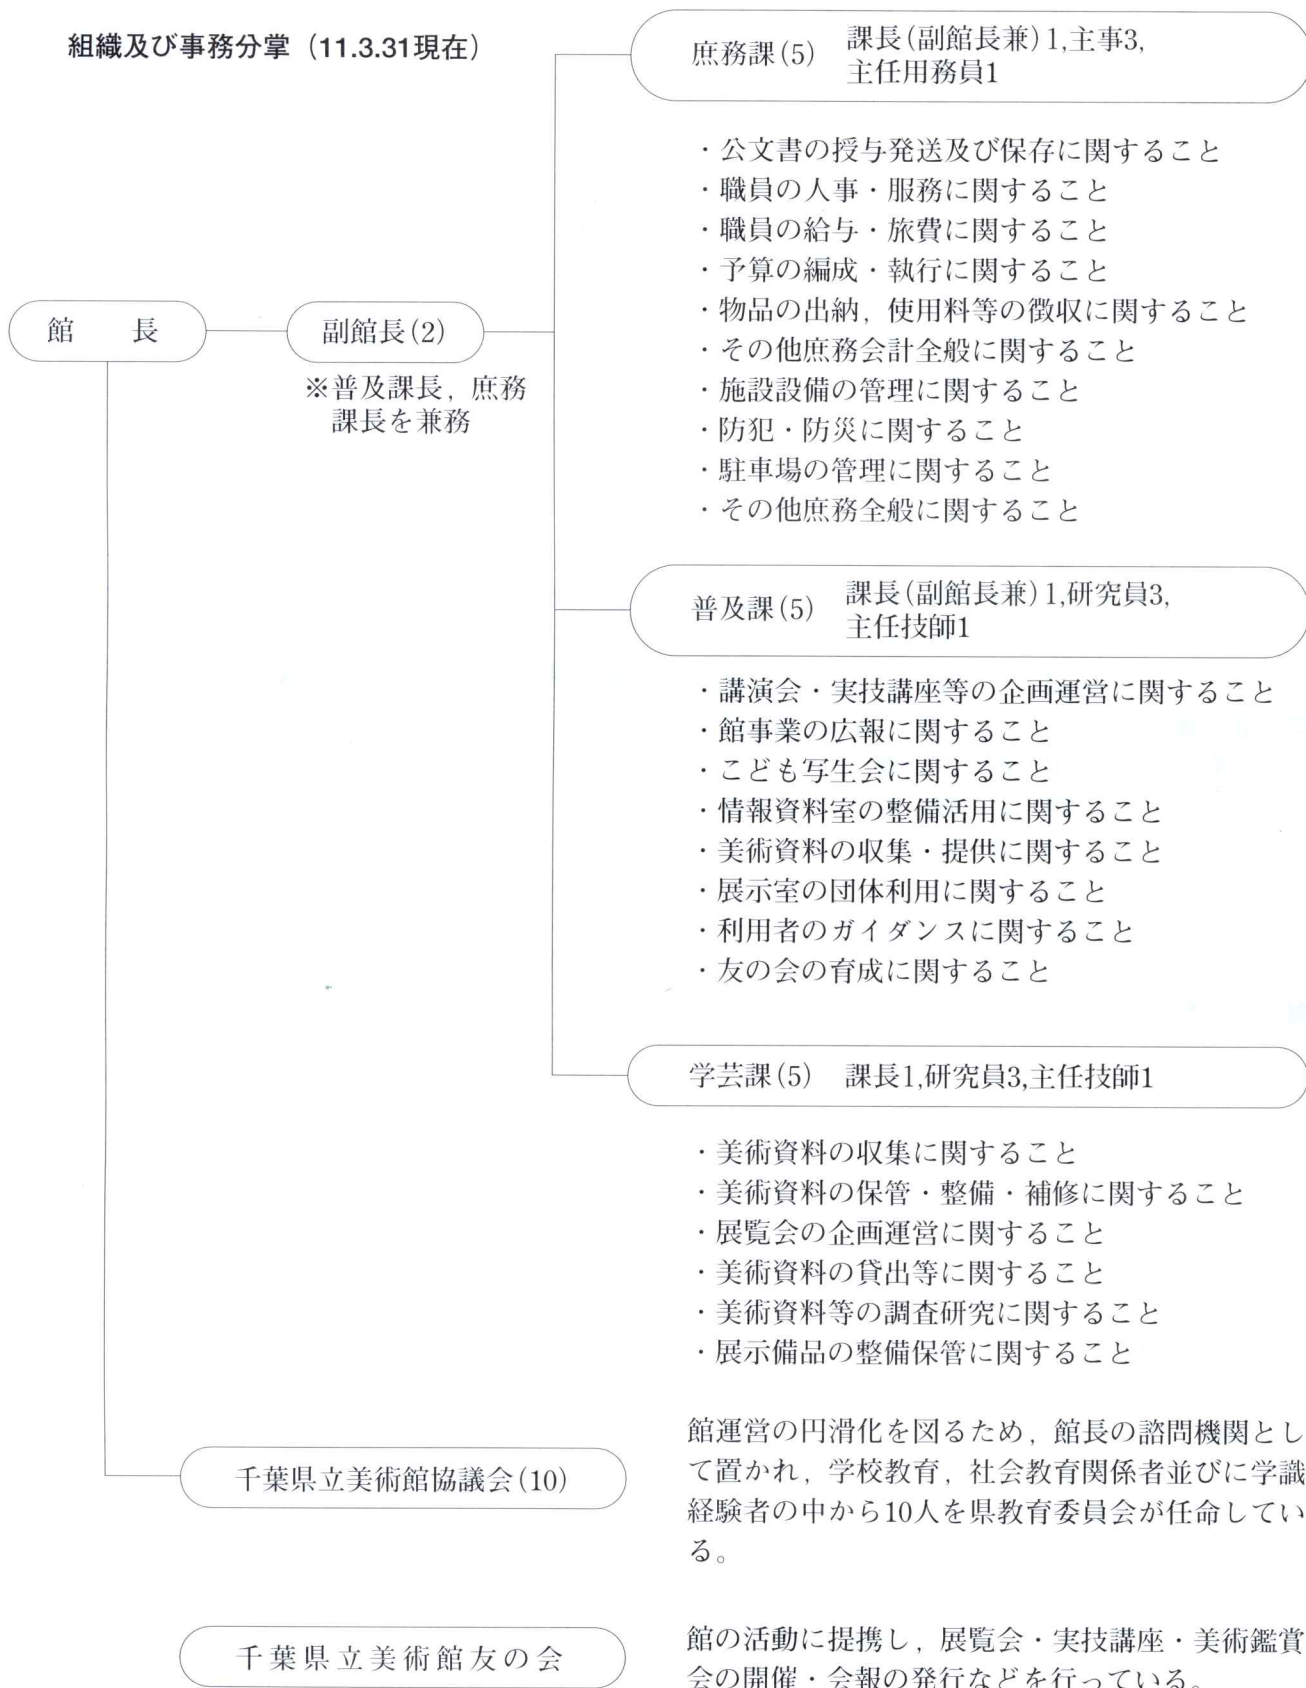 組織及び事務分掌（11.3.31現在）
館　　長
副館長(2)
※普及課長，庶務
課長を兼務
庶務課(5)　課長(副館長兼)1,主事3,
主任用務員1
・公文書の授与発送及び保存に関すること
・職員の人事・服務に関すること
・職員の給与・旅費に関すること
・予算の編成・執行に関すること
・物品の出納，使用料等の徴収に関すること
・その他庶務会計全般に関すること
・施設設備の管理に関すること
・防犯・防災に関すること
・駐車場の管理に関すること
・その他庶務全般に関すること
普及課(5)　課長(副館長兼)1,研究員3,
主任技師1
・講演会・実技講座等の企画運営に関すること
・館事業の広報に関すること
・こども写生会に関すること
・情報資料室の整備活用に関すること
・美術資料の収集・提供に関すること
・展示室の団体利用に関すること
・利用者のガイダンスに関すること
・友の会の育成に関すること
学芸課(5)　課長1,研究員3,主任技師1
・美術資料の収集に関すること
・美術資料の保管・整備・補修に関すること
・展覧会の企画運営に関すること
・美術資料の貸出等に関すること
・美術資料等の調査研究に関すること
・展示備品の整備保管に関すること
千葉県立美術館協議会(10)
館運営の円滑化を図るため，館長の諮問機関とし
て置かれ，学校教育，社会教育関係者並びに学識
経験者の中から10人を県教育委員会が任命してい
る。
千葉県立美術館友の会
館の活動に提携し，展覧会・実技講座・美術鑑賞
会の開催・会報の発行などを行っている。